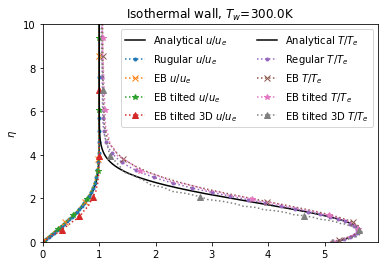 Isothermal wall, T_w=300.0K
Analytical u/u_e
Rugular u/u_e
EB u/u_e
EB tilted u/u_e
EB tilted 3D u/u_e
Analytical T/T_e
Regular T/T_e
EB T/T_e
EB tilted T/T_e
EB tilted 3D T/T_e
10
8
6
4
2
0
η
0 1 2 3 4 5